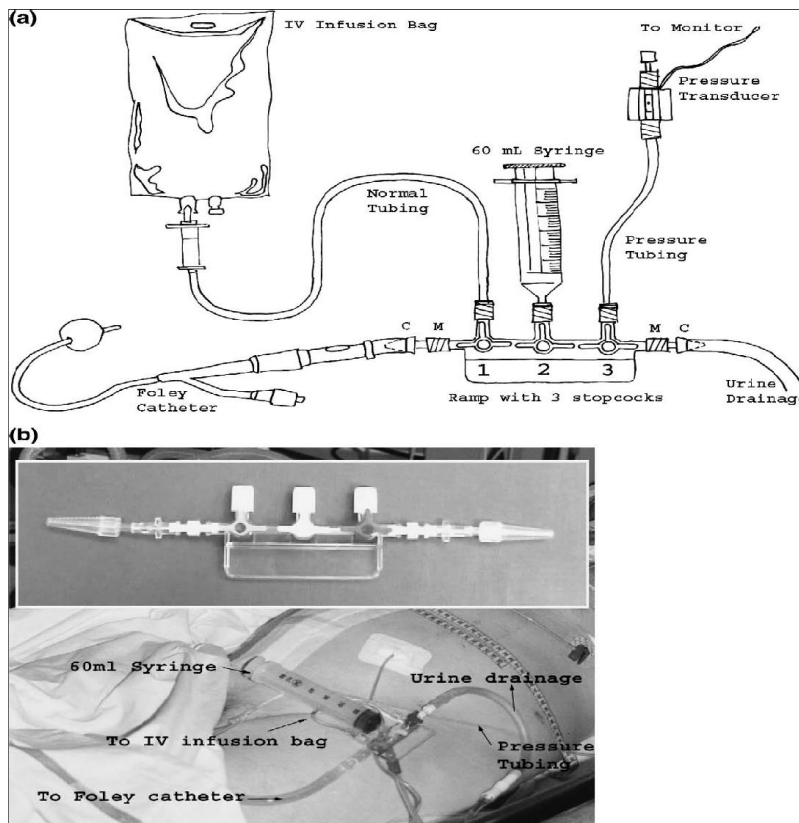 (a)
IV Infusion Bag
To Monitor
Pressure
Transducer
60 mL Syringe
Normal
Tubing
Pressure
Tubing
C M
M C
1 2 3
Foley
Catheter
Ramp with 3 stopcocks
Urine
Drainage
(b)
60ml Syringe
Urine drainage
To IV infusion bag
Pressure
Tubing
To Foley catheter